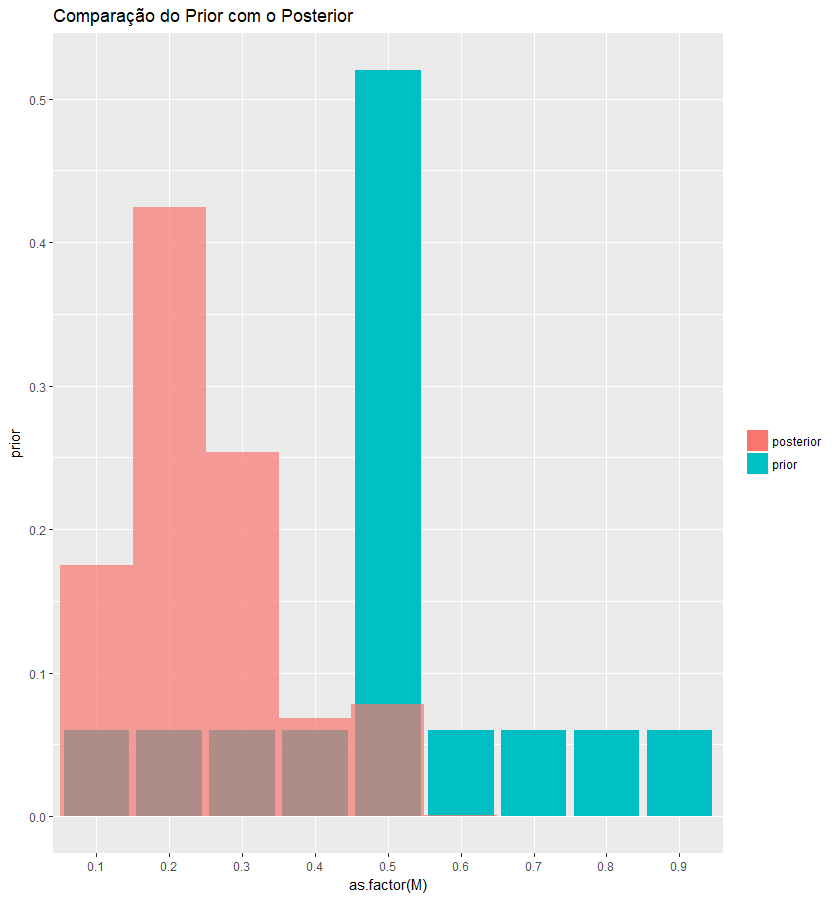 Comparação do Prior com o Posterior
prior
0.5
0.4
0.3
0.2
0.1
0.0
0.1 0.2 0.3 0.4 0.5 0.6 0.7 0.8 0.9
as.factor(M)
posterior
prior